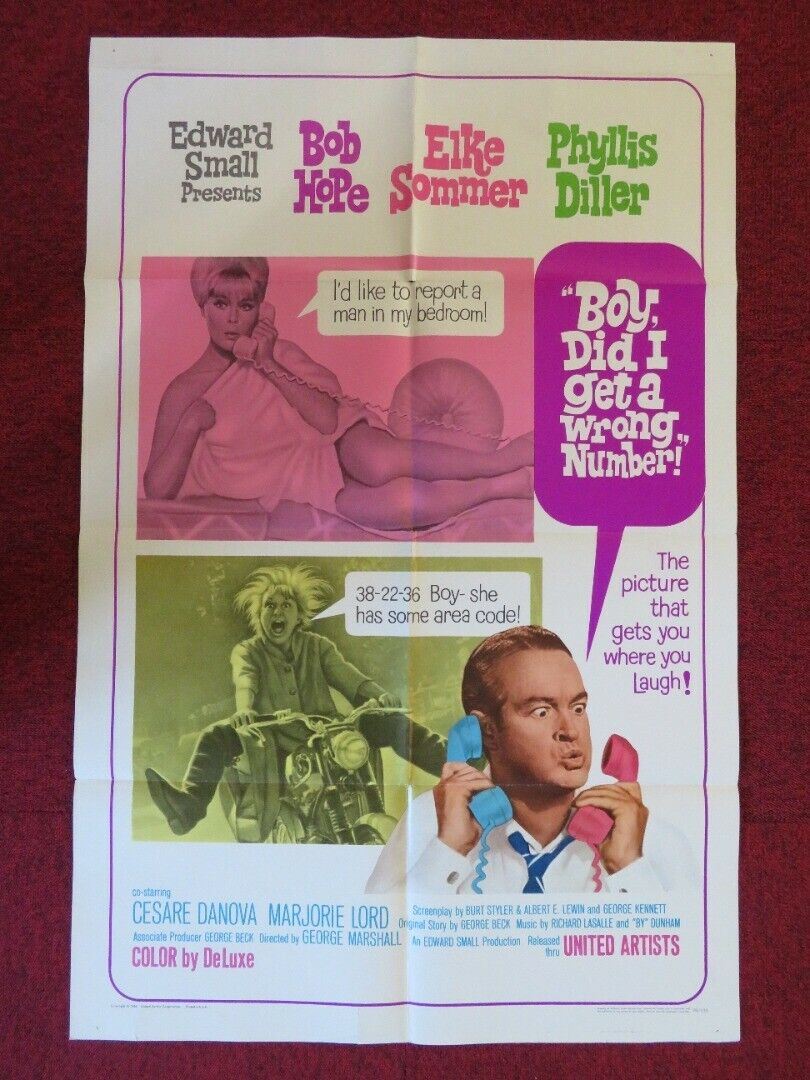 Edward
Small
Presents
Bob
Hope
Elke
Sommer
Phyllis
Diller
I'd like to report a
man in my bedroom!
"Boy,
Did I
get a
wrong
Number!"
38-22-36 Boy- she
has some area code!
The
picture
that
gets you
where you
Laugh!
co-starring
CESARE DANOVA MARJORIE LORD
Screenplay by BURT STYLER & ALBERT E. LEWIN and GEORGE KENNETT
Original Story by GEORGE BECK Music by RICHARD LASALLE and "BY" DUNHAM
Associate Producer GEORGE BECK Directed by GEORGE MARSHALL
An EDWARD SMALL Production Released thru UNITED ARTISTS
COLOR by DeLuxe